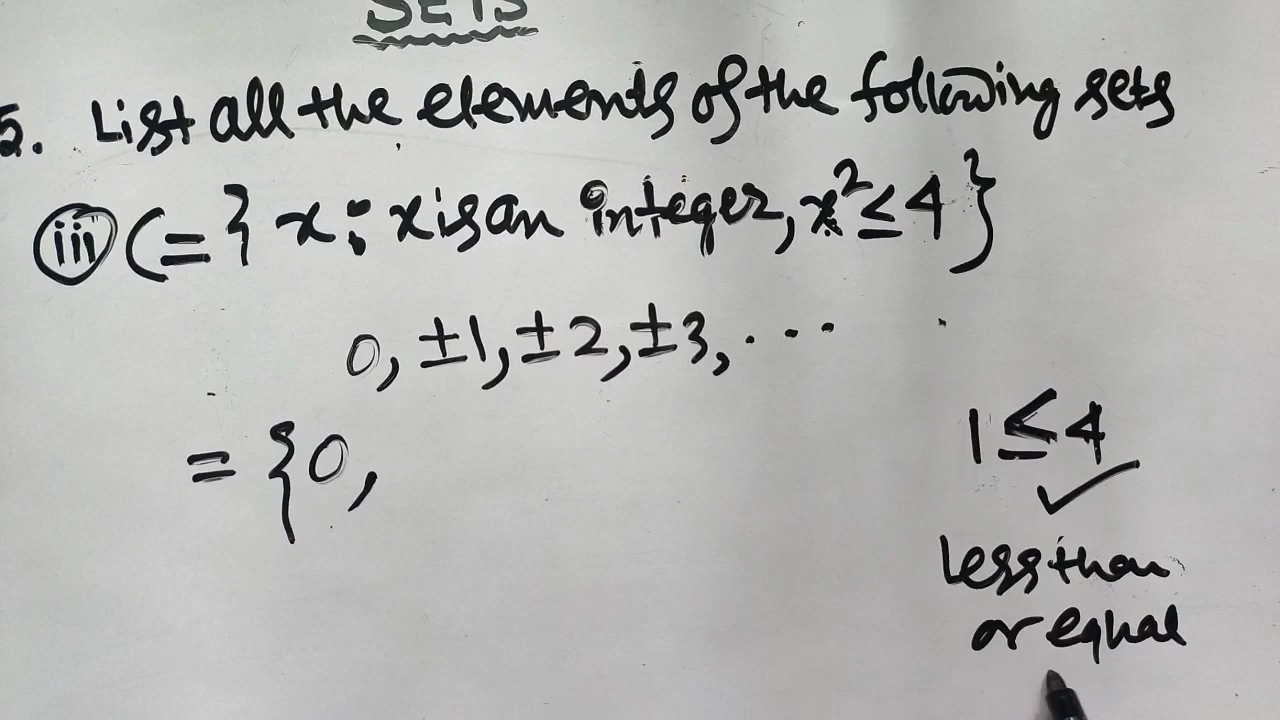 SETS
5. List all the elements of the following sets
(iii) C = { x : x is an integer, x² ≤ 4 }
0, ±1, ±2, ±3, ...
= { 0,
1 ≤ 4
✓
Less than
or equal